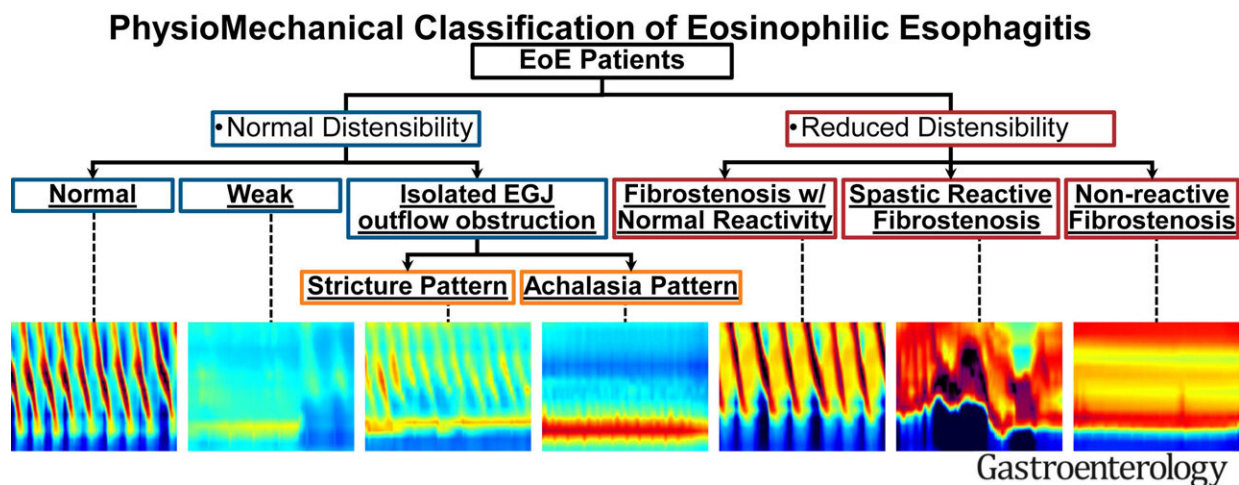 PhysioMechanical Classification of Eosinophilic Esophagitis
EoE Patients
•Normal Distensibility
•Reduced Distensibility
Normal
Weak
Isolated EGJ
outflow obstruction
Fibrostenosis w/
Normal Reactivity
Spastic Reactive
Fibrostenosis
Non-reactive
Fibrostenosis
Stricture Pattern
Achalasia Pattern
Gastroenterology